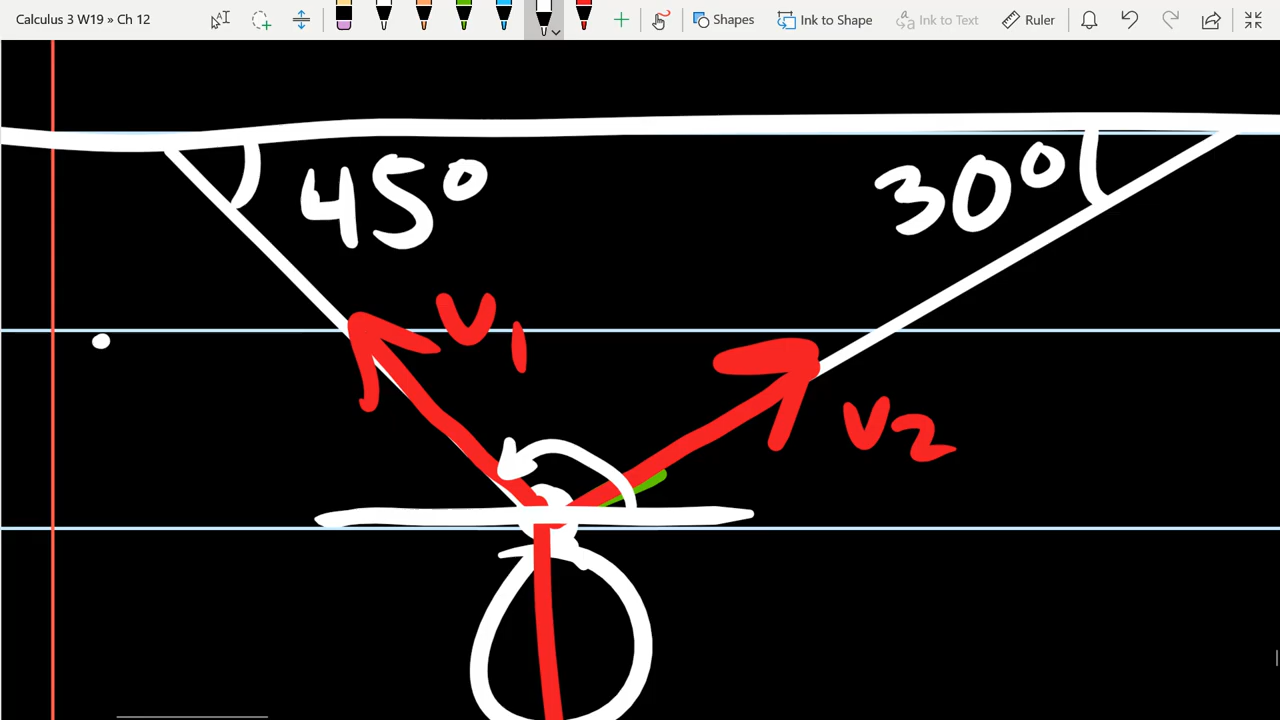 Calculus 3 W19 » Ch 12
Shapes
Ink to Shape
Ink to Text
Ruler
45°
30°
V1
V2